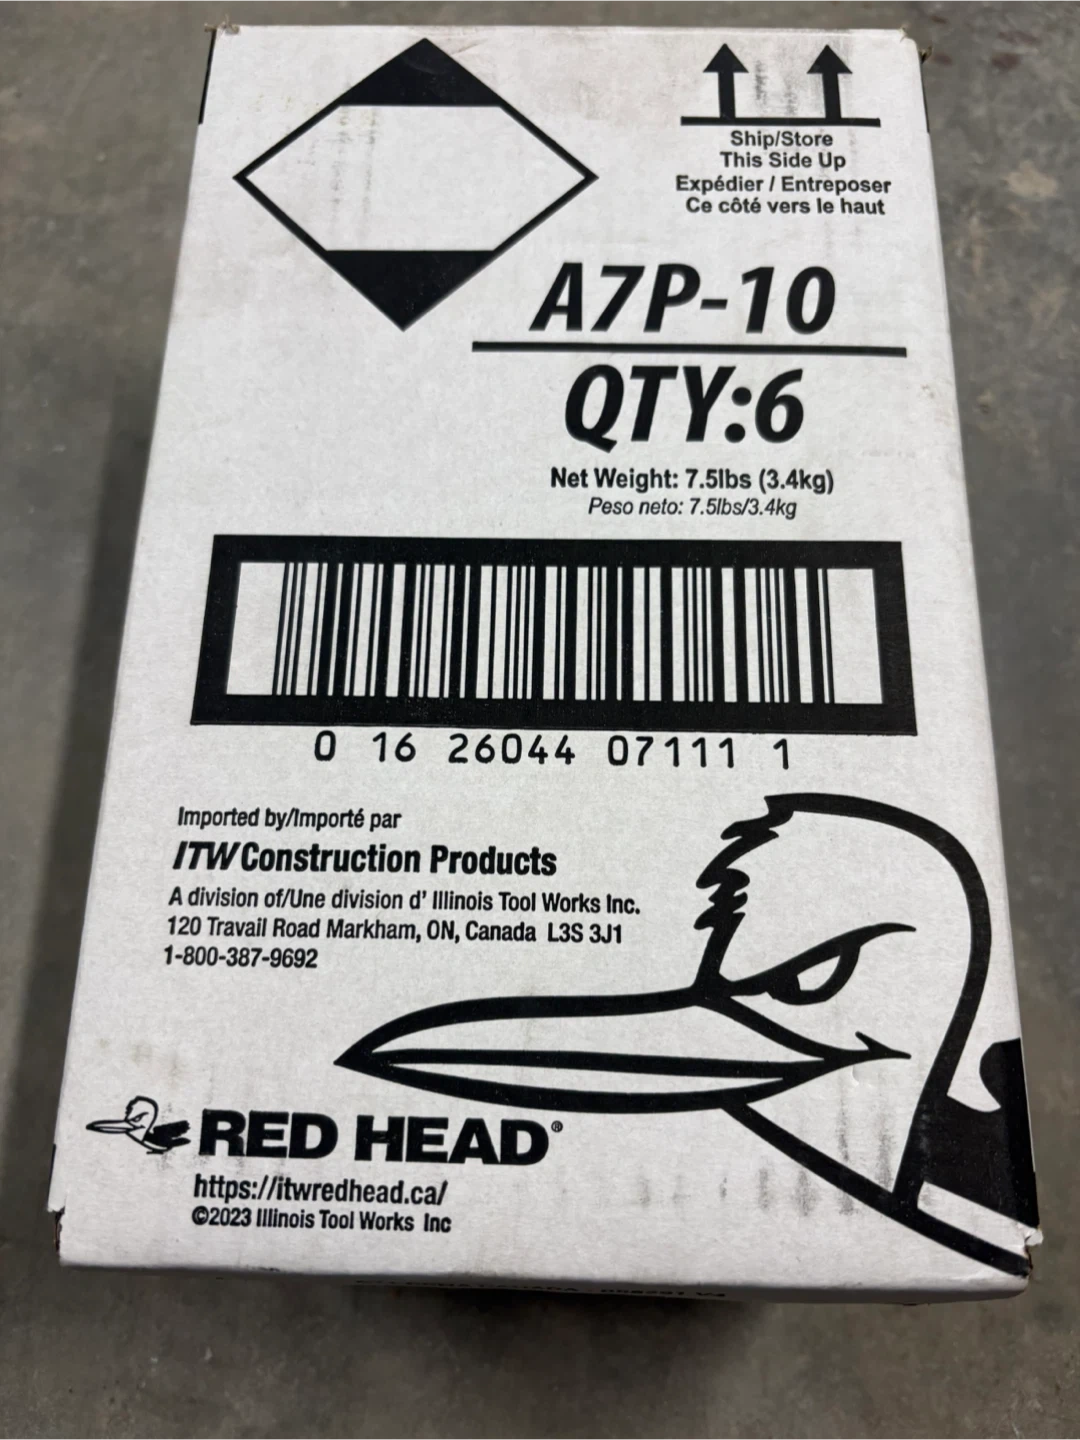 Ship/Store
This Side Up
Expédier / Entreposer
Ce côté vers le haut
A7P-10
QTY:6
Net Weight: 7.5lbs (3.4kg)
Peso neto: 7.5lbs/3.4kg
0 16 26044 07111 1
Imported by/Importé par
ITW Construction Products
A division of/Une division d' Illinois Tool Works Inc.
120 Travail Road Markham, ON, Canada L3S 3J1
1-800-387-9692
RED HEAD®
https://itwredhead.ca/
©2023 Illinois Tool Works Inc